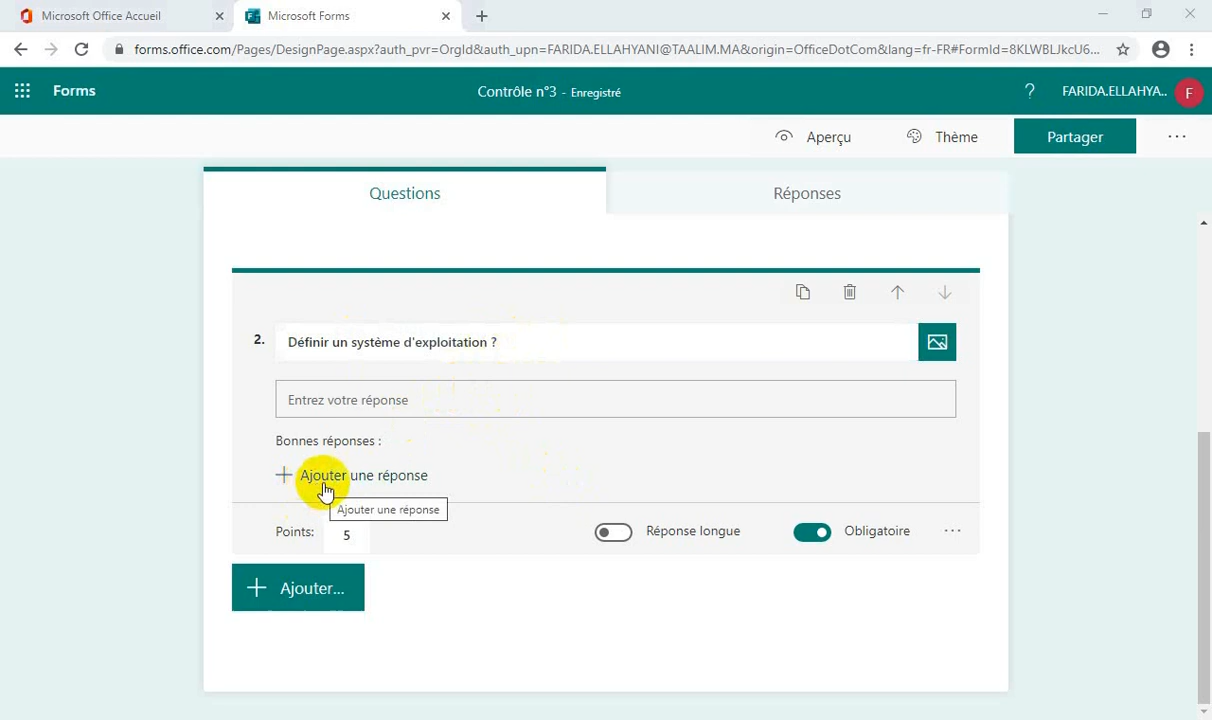 Microsoft Office Accueil
Microsoft Forms
forms.office.com/Pages/DesignPage.aspx?auth_pvr=OrgId&auth_upn=FARIDA.ELLAHYANI@TAALIM.MA&origin=OfficeDotCom&lang=fr-FR#FormId=8KLWBLJkcU6...
Forms
Contrôle n°3 - Enregistré
?
FARIDA.ELLAHYA..
F
Aperçu
Thème
Partager
...
Questions
Réponses
2.
Définir un système d'exploitation ?
Entrez votre réponse
Bonnes réponses :
Ajouter une réponse
Ajouter une réponse
Points:
5
Réponse longue
Obligatoire
...
Ajouter...